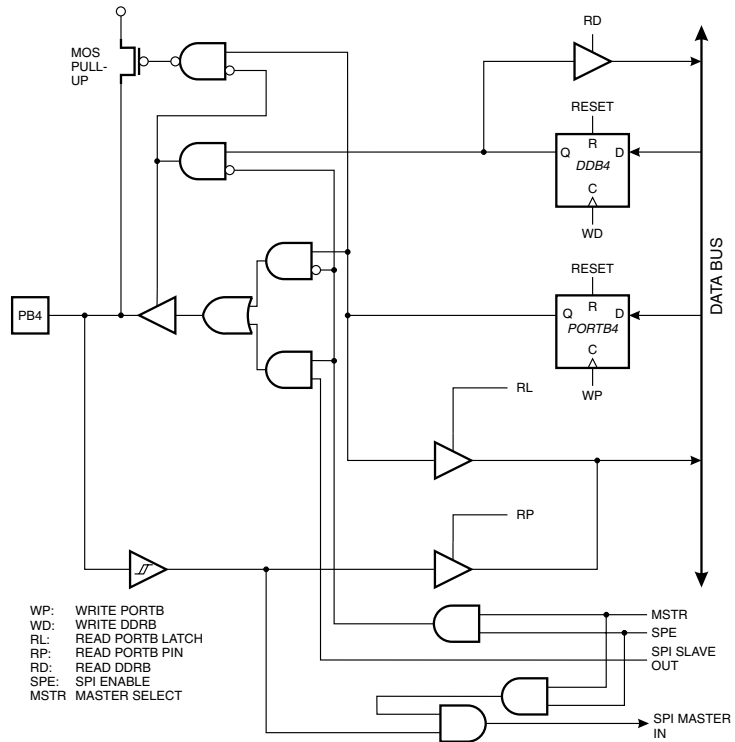 RD
MOS
PULL-
UP
RESET
R
Q
D
DDB4
C
WD
DATA BUS
RESET
R
Q
D
PB4
PORTB4
C
WP
RL
RP
WP: WRITE PORTB
WD: WRITE DDRB
RL: READ PORTB LATCH
RP: READ PORTB PIN
RD: READ DDRB
SPE: SPI ENABLE
MSTR MASTER SELECT
MSTR
SPE
SPI SLAVE
OUT
SPI MASTER
IN